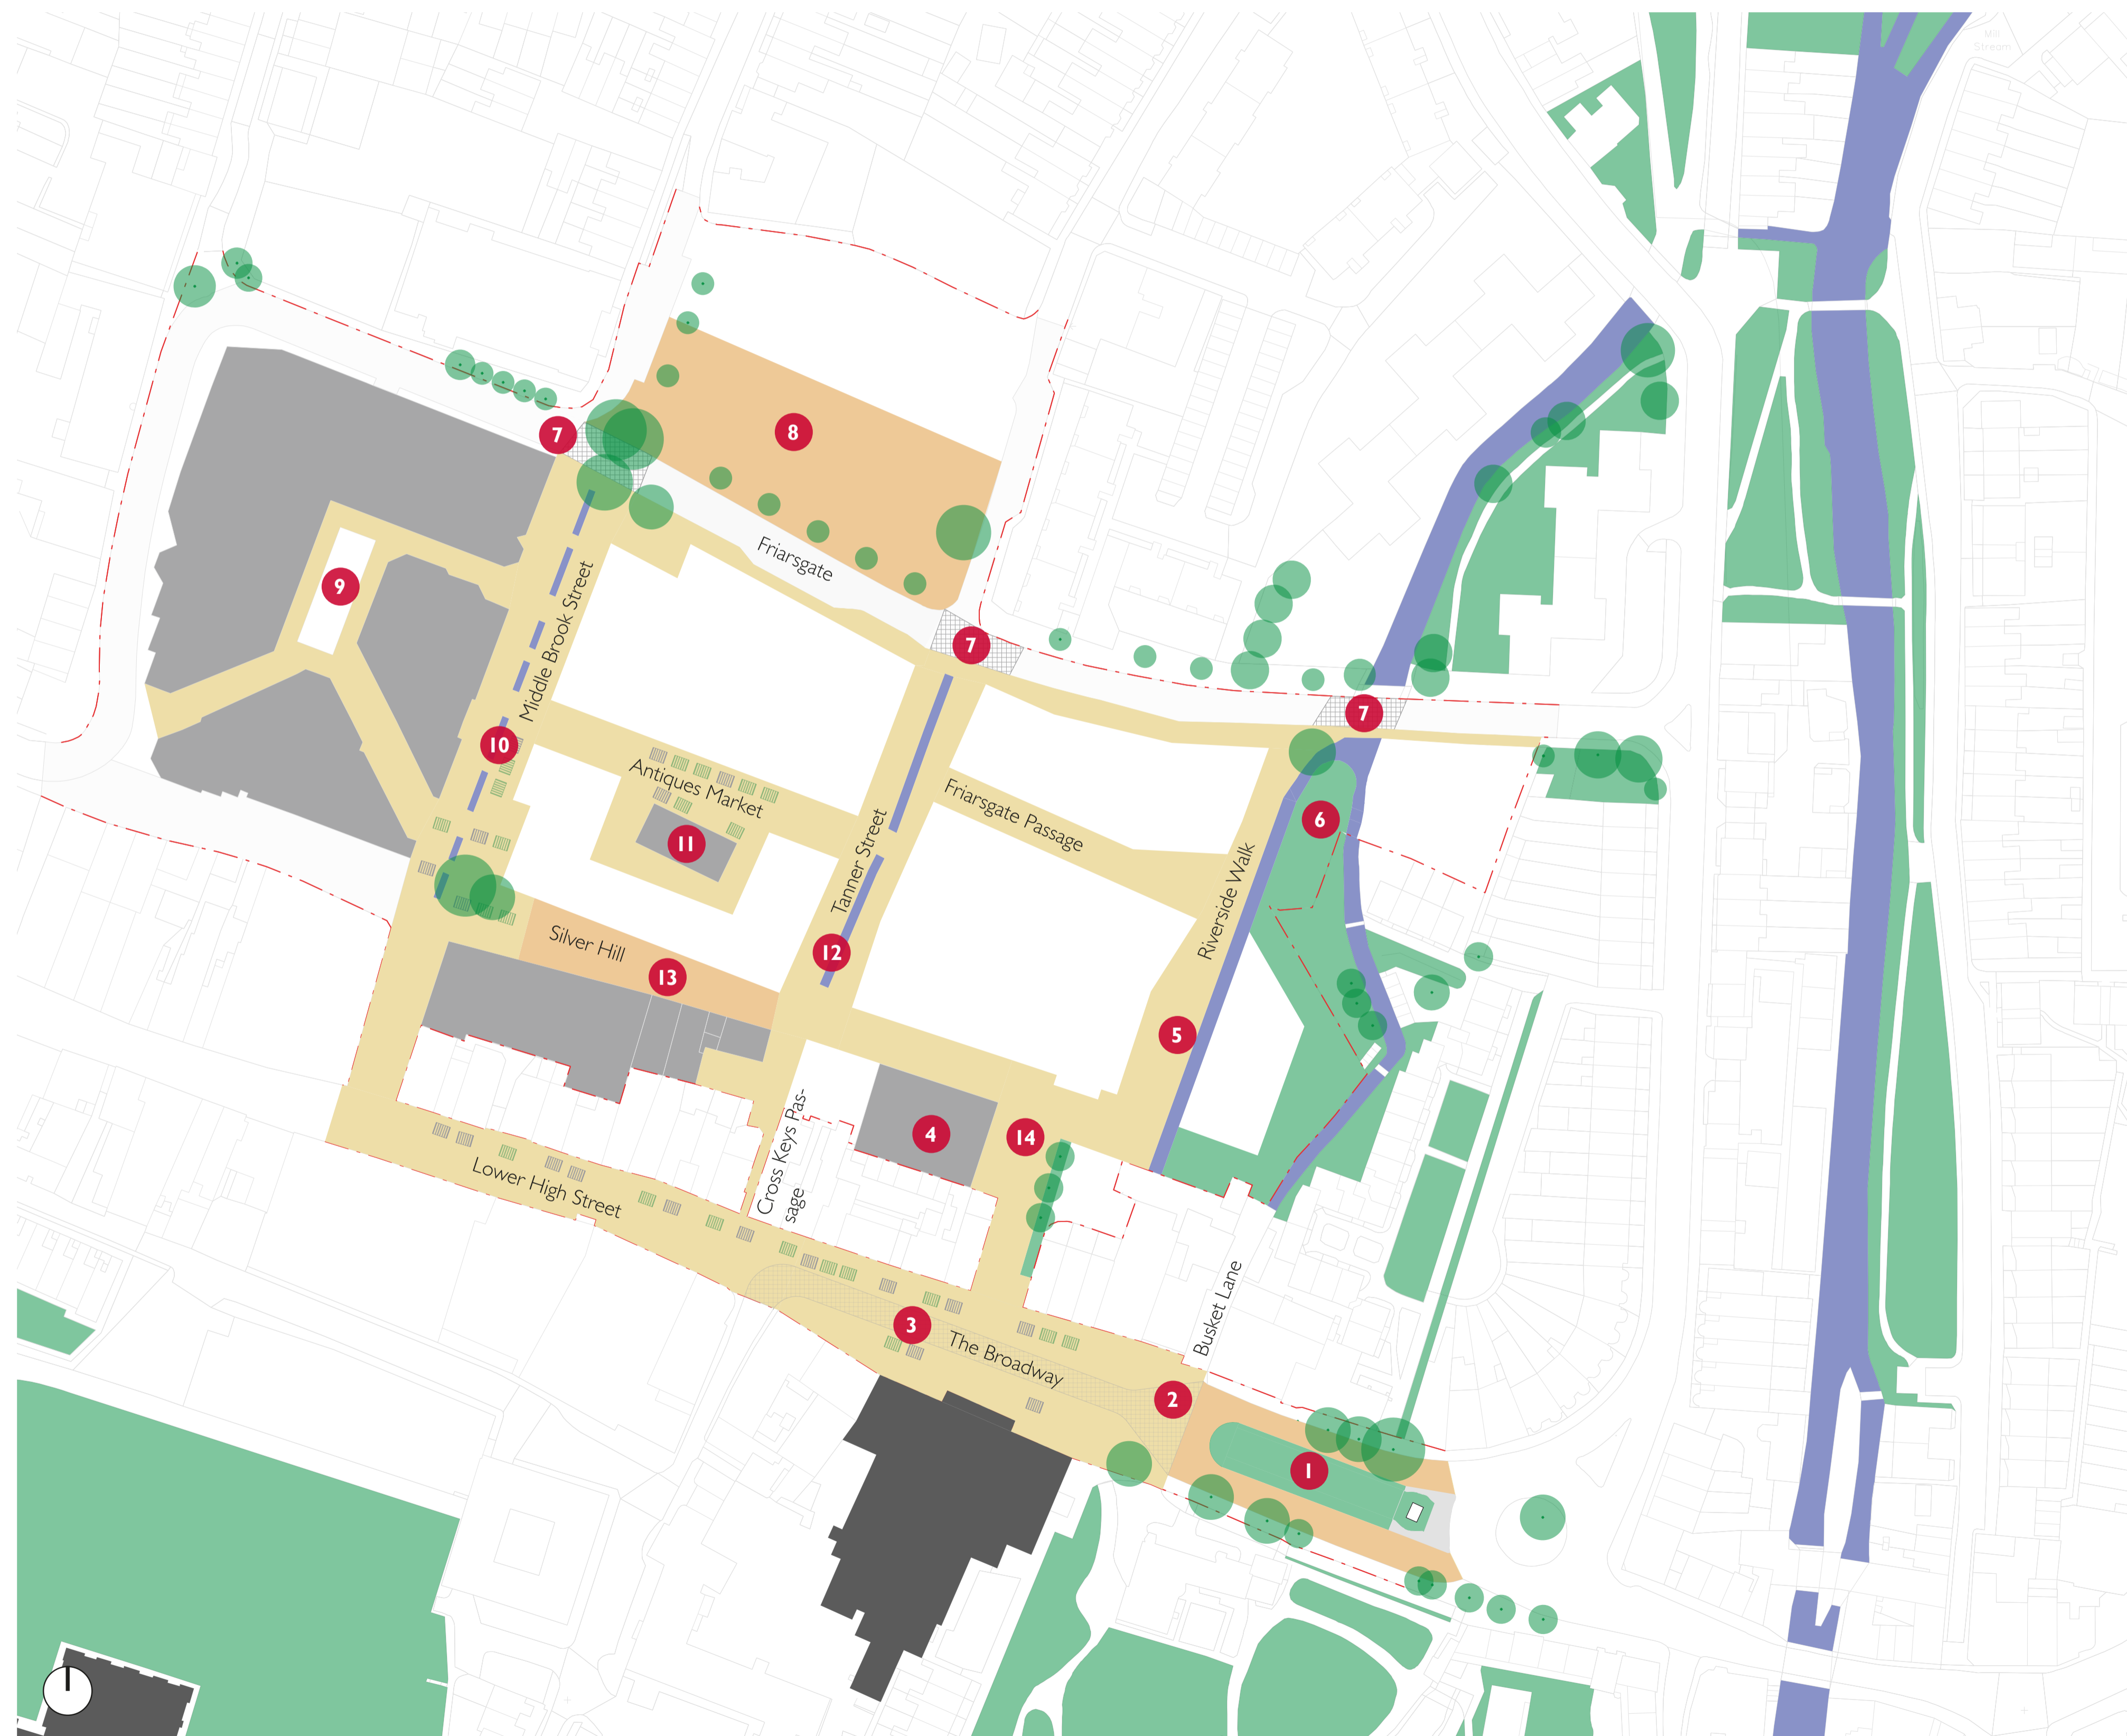 Mill
Stream
7
8
9
Friarsgate
Middle Brook Street
7
7
10
Antiques Market
11
Friarsgate Passage
6
Tanner Street
Riverside Walk
12
Silver Hill
13
5
4
14
Cross Keys Pas-
sage
Lower High Street
3
The Broadway
Busket Lane
2
1